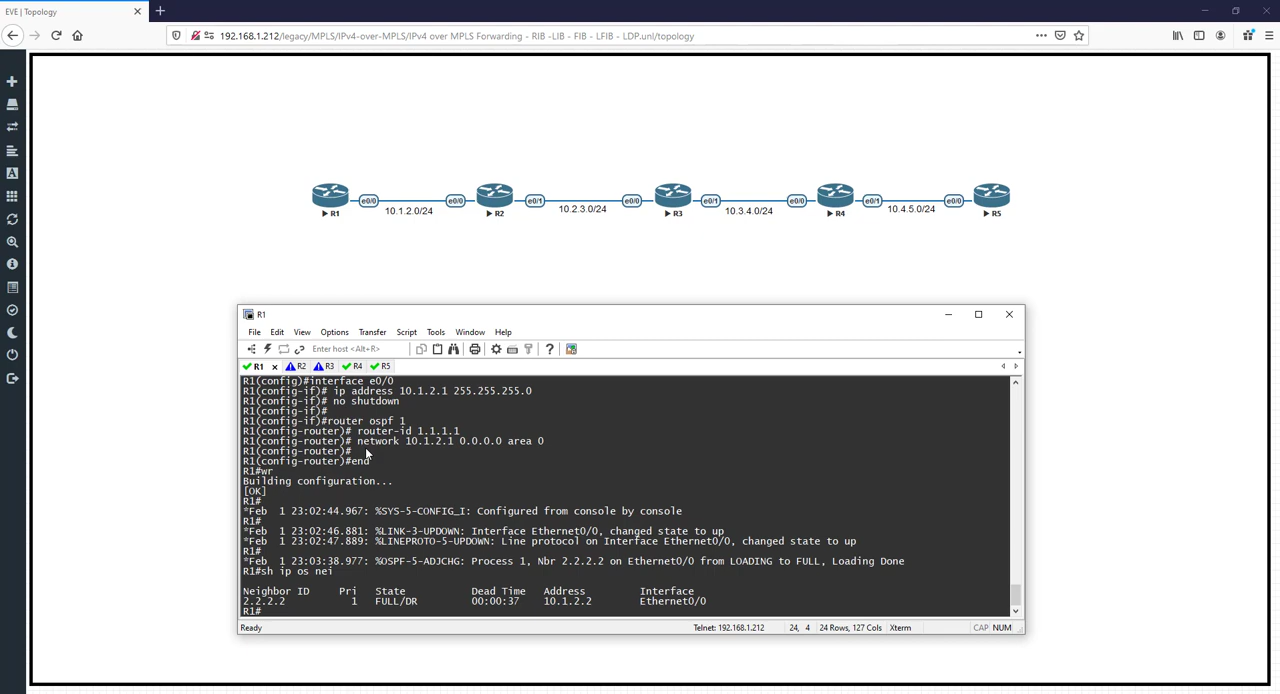 EVE | Topology
192.168.1.212/legacy/MPLS/IPv4-over-MPLS/IPv4 over MPLS Forwarding - RIB -LIB - FIB - LFIB - LDP.unl/topology
e0/0 e0/0 e0/1 e0/0 e0/1 e0/0 e0/1 e0/0
10.1.2.0/24 10.2.3.0/24 10.3.4.0/24 10.4.5.0/24
R1 R2 R3 R4 R5
R1
File Edit View Options Transfer Script Tools Window Help
Enter host <Alt+R>
R1 R2 R3 R4 R5
R1(config)#interface e0/0
R1(config-if)# ip address 10.1.2.1 255.255.255.0
R1(config-if)# no shutdown
R1(config-if)#
R1(config-if)#router ospf 1
R1(config-router)# router-id 1.1.1.1
R1(config-router)# network 10.1.2.1 0.0.0.0 area 0
R1(config-router)#
R1(config-router)#end
R1#wr
Building configuration...
[OK]
R1#
*Feb  1 23:02:44.967: %SYS-5-CONFIG_I: Configured from console by console
R1#
*Feb  1 23:02:46.881: %LINK-3-UPDOWN: Interface Ethernet0/0, changed state to up
*Feb  1 23:02:47.889: %LINEPROTO-5-UPDOWN: Line protocol on Interface Ethernet0/0, changed state to up
R1#
*Feb  1 23:03:38.977: %OSPF-5-ADJCHG: Process 1, Nbr 2.2.2.2 on Ethernet0/0 from LOADING to FULL, Loading Done
R1#sh ip os nei
Neighbor ID     Pri   State           Dead Time   Address         Interface
2.2.2.2           1   FULL/DR         00:00:37    10.1.2.2        Ethernet0/0
R1#
Ready Telnet: 192.168.1.212 24, 4 24 Rows, 127 Cols Xterm CAP NUM